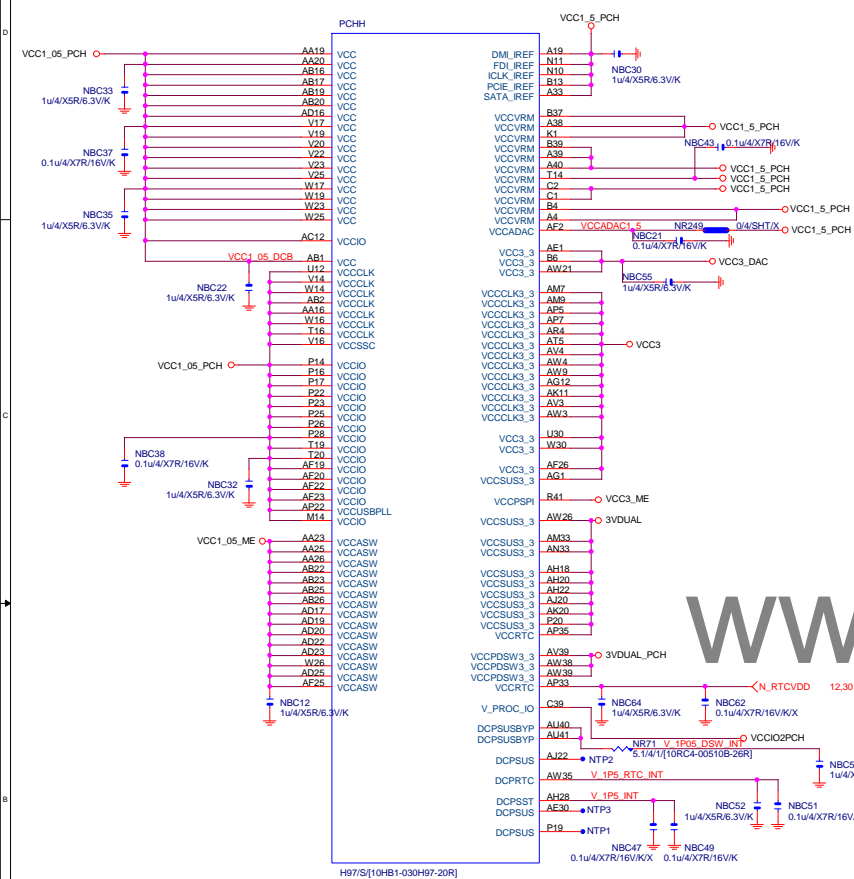 D
C
B
PCHH
VCC1_5_PCH
VCC1_05_PCH
AA19 VCC
AA20 VCC
AB16 VCC
AB17 VCC
AB19 VCC
AB20 VCC
AD16 VCC
V17 VCC
V19 VCC
V20 VCC
V22 VCC
V23 VCC
V25 VCC
W17 VCC
W19 VCC
W23 VCC
W25 VCC
NBC33
1u/4/X5R/6.3V/K
NBC37
0.1u/4/X7R/16V/K
NBC35
1u/4/X5R/6.3V/K
AC12 VCCIO
VCC1_05_DCB AB1 VCC
U12 VCCCLK
V14 VCCCLK
W14 VCCCLK
AB2 VCCCLK
AA16 VCCCLK
W16 VCCCLK
T16 VCCCLK
V16 VCCSSC
NBC22
1u/4/X5R/6.3V/K
VCC1_05_PCH
P14 VCCIO
P16 VCCIO
P17 VCCIO
P22 VCCIO
P23 VCCIO
P25 VCCIO
P26 VCCIO
P28 VCCIO
T19 VCCIO
T20 VCCIO
AF19 VCCIO
AF20 VCCIO
AF22 VCCIO
AF23 VCCIO
AP22 VCCUSBPLL
M14 VCCIO
NBC38
0.1u/4/X7R/16V/K
NBC32
1u/4/X5R/6.3V/K
VCC1_05_ME
AA23 VCCASW
AA25 VCCASW
AA26 VCCASW
AB22 VCCASW
AB23 VCCASW
AB25 VCCASW
AB26 VCCASW
AD17 VCCASW
AD19 VCCASW
AD20 VCCASW
AD22 VCCASW
AD23 VCCASW
W26 VCCASW
AD25 VCCASW
AF25 VCCASW
NBC12
1u/4/X5R/6.3V/K
DMI_IREF A19
FDI_IREF N11
ICLK_IREF N10
PCIE_IREF B13
SATA_IREF A33
NBC30
1u/4/X5R/6.3V/K
VCCVRM B37
VCCVRM A38
VCCVRM K1
VCCVRM B39
VCCVRM A39
VCCVRM A40
VCCVRM T14
VCCVRM C2
VCCVRM C1
VCCVRM B4
VCCVRM A4
VCC1_5_PCH
NBC43 0.1u/4/X7R/16V/K
VCC1_5_PCH
VCC1_5_PCH
VCC1_5_PCH
VCC1_5_PCH
VCCADAC AF2 VCCADAC1_5 NR249 0/4/SHT/X VCC1_5_PCH
NBC21
0.1u/4/X7R/16V/K
VCC3_3 AE1
VCC3_3 B6
VCC3_3 AW21
VCC3_DAC
NBC55
1u/4/X5R/6.3V/K
VCCCLK3_3 AM7
VCCCLK3_3 AM9
VCCCLK3_3 AP5
VCCCLK3_3 AP7
VCCCLK3_3 AR4
VCCCLK3_3 AT5
VCCCLK3_3 AV4
VCCCLK3_3 AW4
VCCCLK3_3 AW9
VCCCLK3_3 AG12
VCCCLK3_3 AK11
VCCCLK3_3 AV3
VCCCLK3_3 AW3
VCC3
VCC3_3 U30
VCC3_3 W30
VCC3_3 AF26
VCCSUS3_3 AG1
VCCPSPI R41 VCC3_ME
VCCSUS3_3 AW26 3VDUAL
VCCSUS3_3 AM33
VCCSUS3_3 AN33
VCCSUS3_3 AH18
VCCSUS3_3 AH20
VCCSUS3_3 AH22
VCCSUS3_3 AJ20
VCCSUS3_3 AK20
VCCSUS3_3 P20
VCCRTC AP35
VCCPDSW3_3 AV39 3VDUAL_PCH
VCCPDSW3_3 AW38
VCCPDSW3_3 AW39
VCCRTC AP33 N_RTCVDD 12,30
NBC64
1u/4/X5R/6.3V/K
NBC62
0.1u/4/X7R/16V/K/X
V_PROC_IO C39
VCCIO2PCH
DCPSUSBYP AU40
DCPSUSBYP AU41
NR71 V_1P05_DSW_INT
5.1/4/1/[10RC4-00510B-26R]
NBC5
1u/4/X
DCPSUS AJ22 NTP2
DCPRTC AW35 V_1P5_RTC_INT
DCPSST AH28 V_1P5_INT
DCPSUS AE30 NTP3
DCPSUS P19 NTP1
NBC52
1u/4/X5R/6.3V/K
NBC51
0.1u/4/X7R/16V/
NBC47
0.1u/4/X7R/16V/K/X
NBC49
0.1u/4/X7R/16V/K
H97/S/[10HB1-030H97-20R]
WW